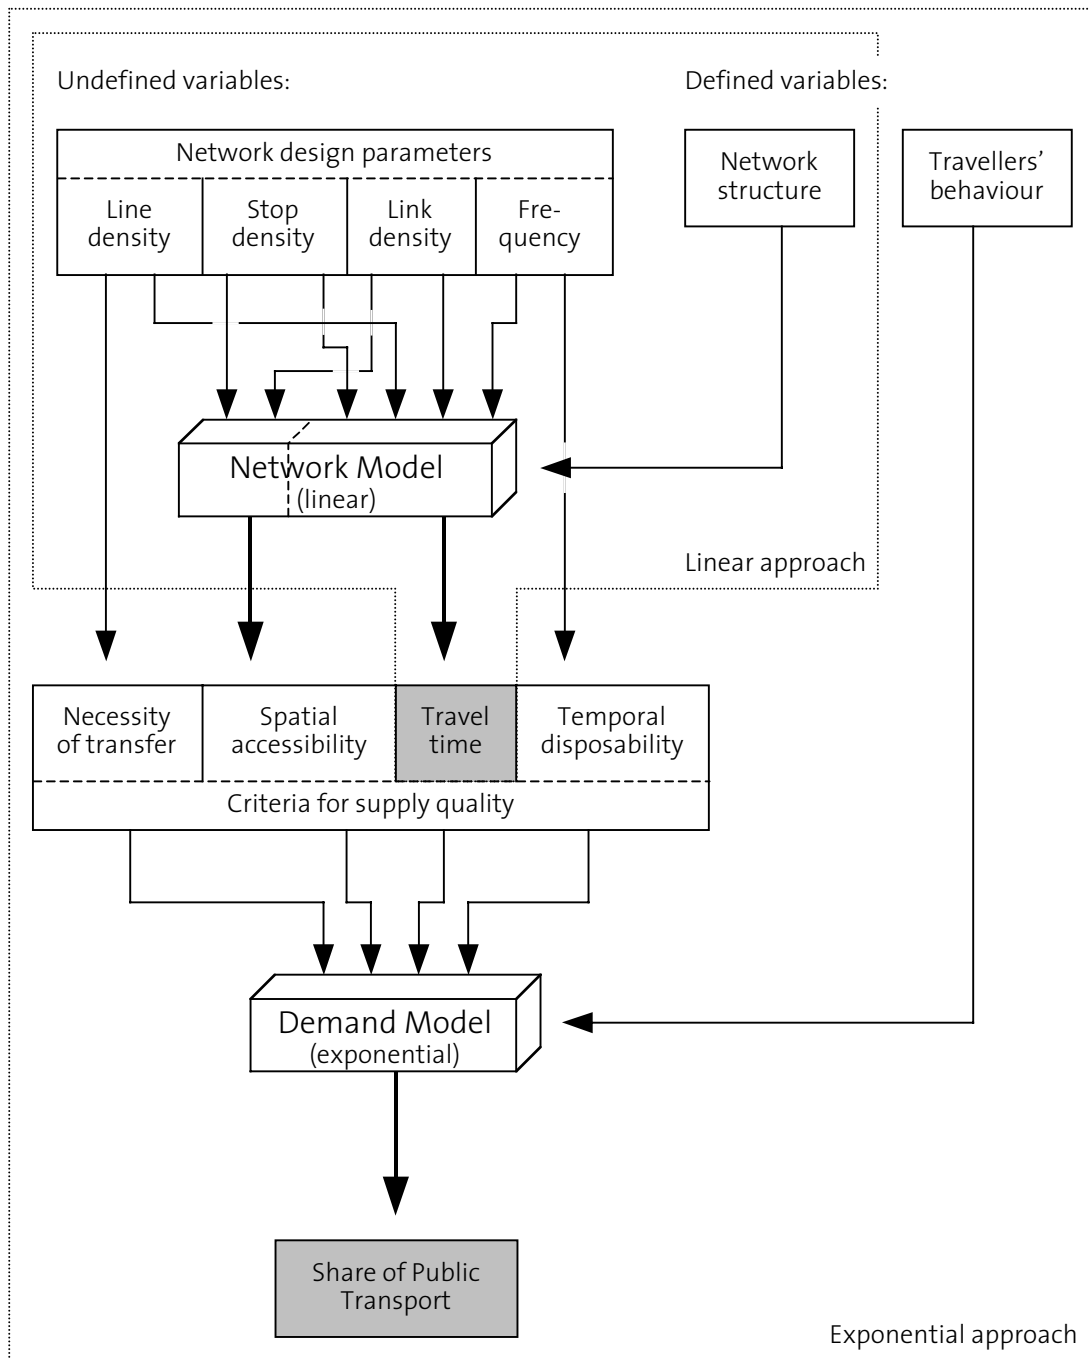 Undefined variables:
Defined variables:
Network design parameters
Line
density
Stop
density
Link
density
Fre-
quency
Network
structure
Travellers’
behaviour
Network Model
(linear)
Linear approach
Necessity
of transfer
Spatial
accessibility
Travel
time
Temporal
disposability
Criteria for supply quality
Demand Model
(exponential)
Share of Public
Transport
Exponential approach